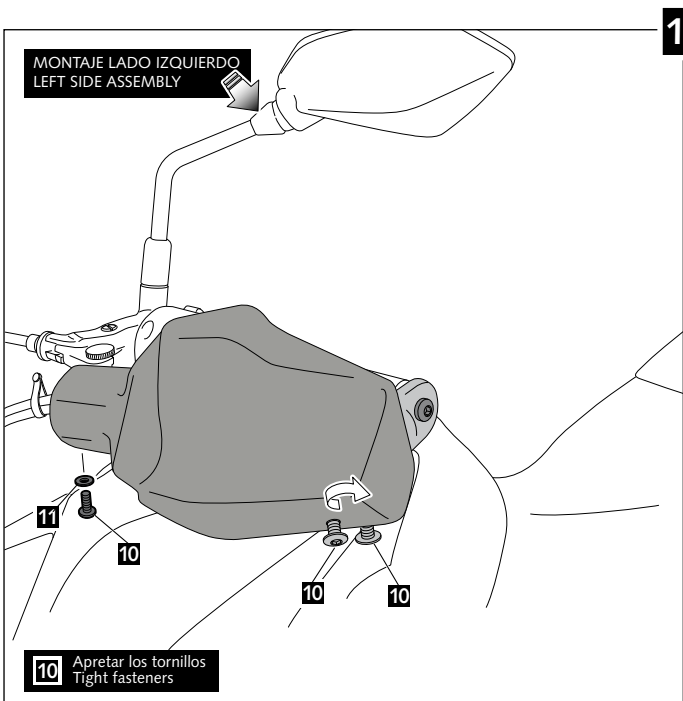 1
MONTAJE LADO IZQUIERDO
LEFT SIDE ASSEMBLY
11
10
10
10
10 Apretar los tornillos
Tight fasteners